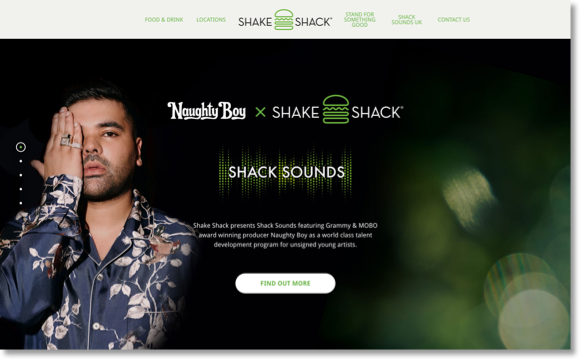 FOOD & DRINK
LOCATIONS
SHAKE SHACK
STAND FOR
SOMETHING
GOOD
SHACK
SOUNDS UK
CONTACT US
Naughty Boy × SHAKE SHACK
SHACK SOUNDS
Shake Shack presents Shack Sounds featuring Grammy & MOBO
award winning producer Naughty Boy as a world class talent
development program for unsigned young artists.
FIND OUT MORE